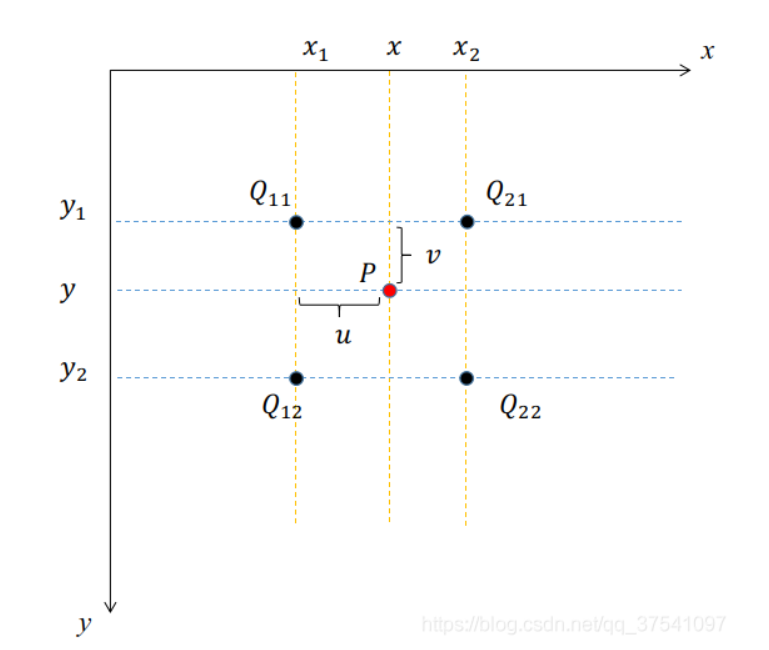 x₁ x x₂ x
Q₁₁ Q₂₁
y₁
v
P
y
u
y₂
Q₁₂ Q₂₂
https://blog.csdn.net/qq_37541097
y